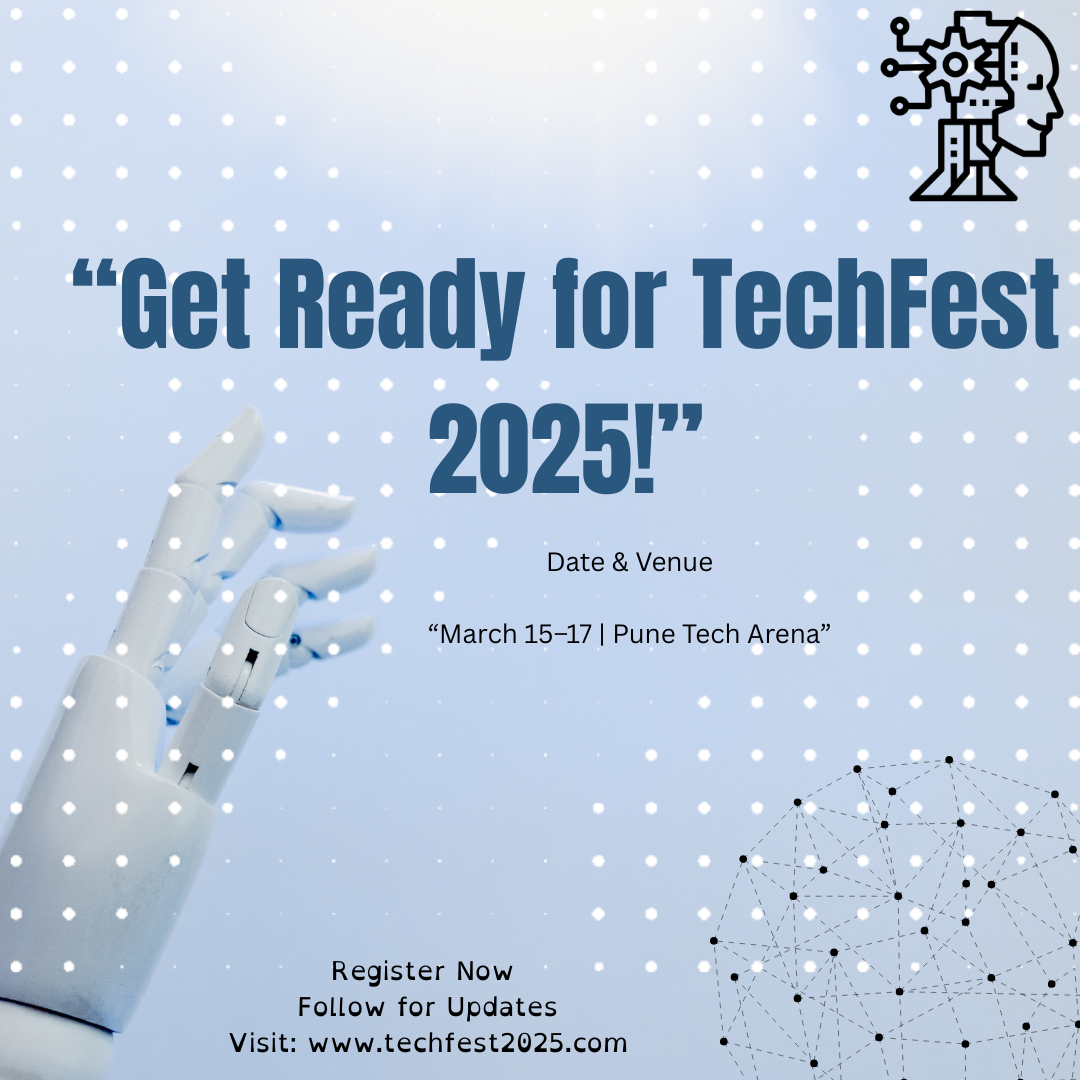 “Get Ready for TechFest
2025!”
Date & Venue
“March 15–17 | Pune Tech Arena”
Register Now
Follow for Updates
Visit: www.techfest2025.com